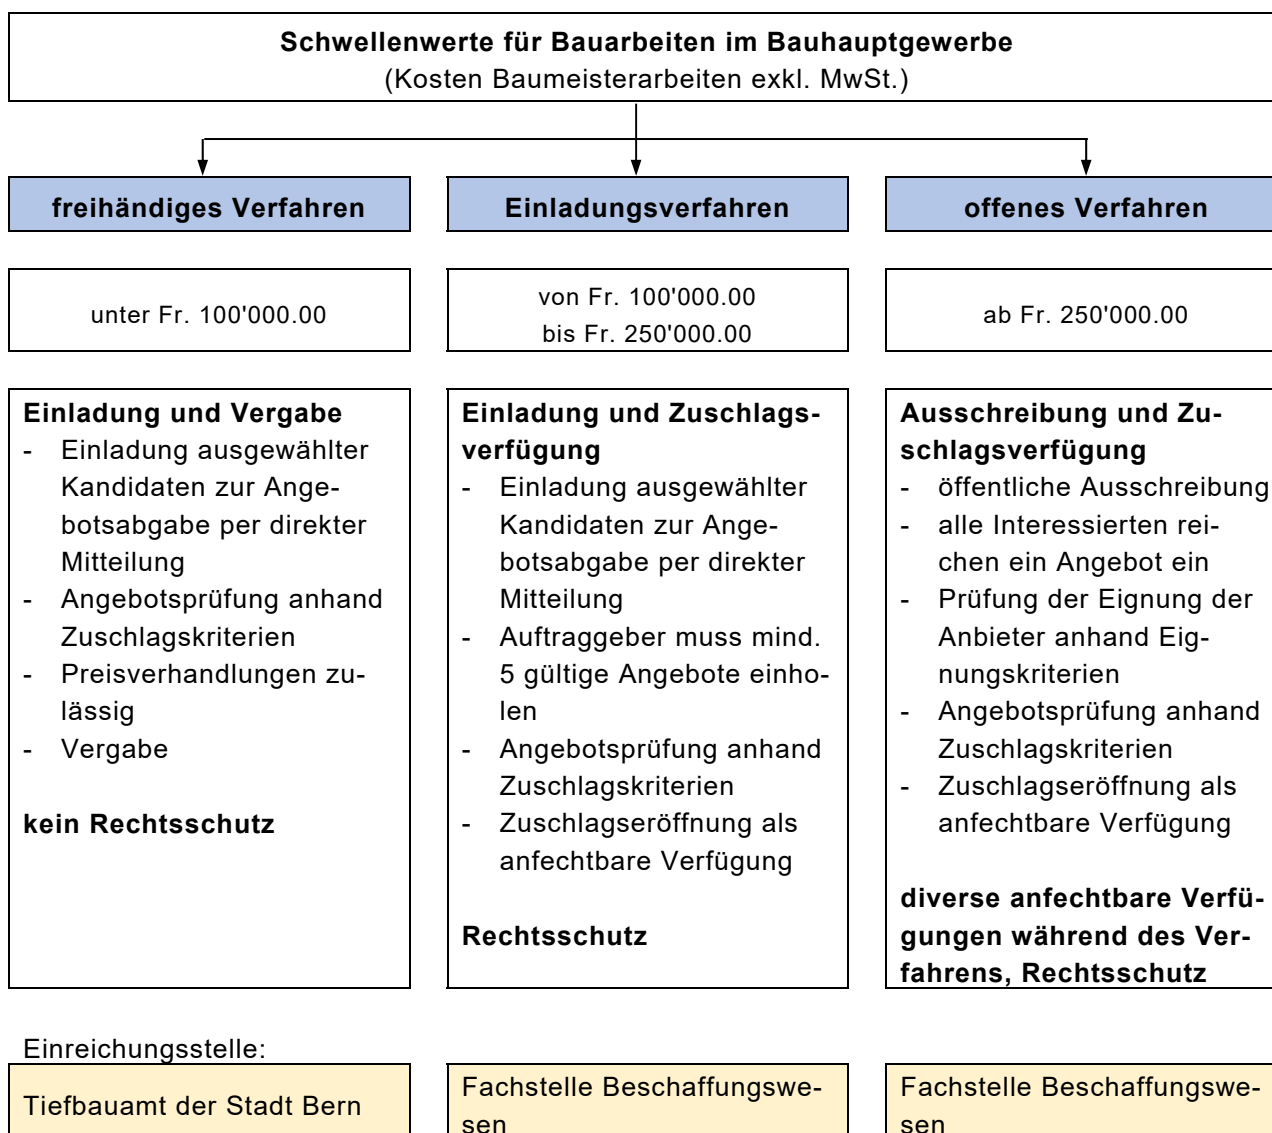 Schwellenwerte für Bauarbeiten im Bauhauptgewerbe
(Kosten Baumeisterarbeiten exkl. MwSt.)
freihändiges Verfahren
Einladungsverfahren
offenes Verfahren
unter Fr. 100'000.00
von Fr. 100'000.00
bis Fr. 250'000.00
ab Fr. 250'000.00
Einladung und Vergabe
- Einladung ausgewählter
Kandidaten zur Ange-
botsabgabe per direkter
Mitteilung
- Angebotsprüfung anhand
Zuschlagskriterien
- Preisverhandlungen zu-
lässig
- Vergabe
kein Rechtsschutz
Einladung und Zuschlags-
verfügung
- Einladung ausgewählter
Kandidaten zur Ange-
botsabgabe per direkter
Mitteilung
- Auftraggeber muss mind.
5 gültige Angebote einho-
len
- Angebotsprüfung anhand
Zuschlagskriterien
- Zuschlagseröffnung als
anfechtbare Verfügung
Rechtsschutz
Ausschreibung und Zu-
schlagsverfügung
- öffentliche Ausschreibung
- alle Interessierten rei-
chen ein Angebot ein
- Prüfung der Eignung der
Anbieter anhand Eig-
nungskriterien
- Angebotsprüfung anhand
Zuschlagskriterien
- Zuschlagseröffnung als
anfechtbare Verfügung
diverse anfechtbare Verfü-
gungen während des Ver-
fahrens, Rechtsschutz
Einreichungsstelle:
Tiefbauamt der Stadt Bern
Fachstelle Beschaffungswe-
sen
Fachstelle Beschaffungswe-
sen